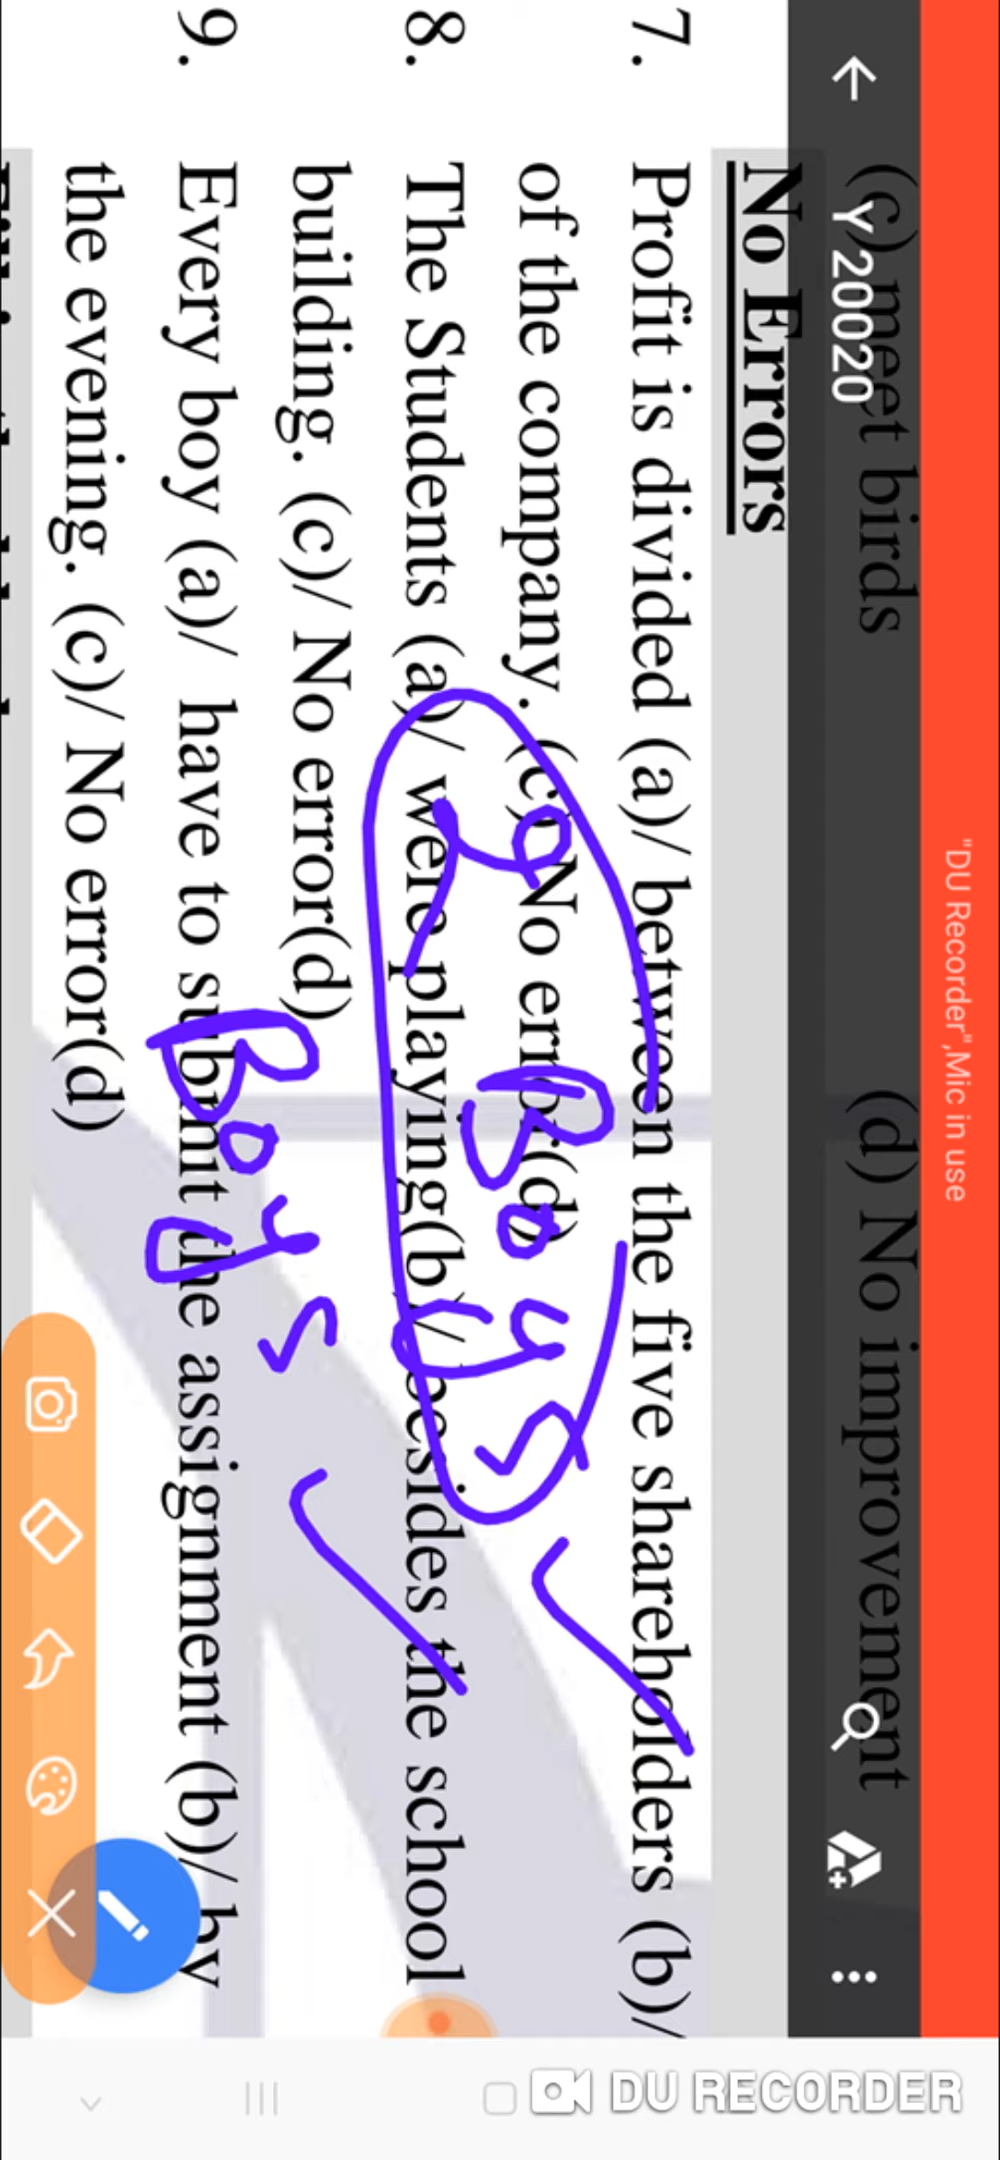 "DU Recorder",Mic in use
(c) meet birds (d) No improvement
Y 20020
No Errors
7. Profit is divided (a)/ between the five shareholders (b)/
of the company. (c) No error(d)
8. The Students (a)/ were playing(b)/ besides the school
building. (c)/ No error(d)
9. Every boy (a)/ have to submit the assignment (b)/ by
the evening. (c)/ No error(d)
Boys
Boys
DU RECORDER